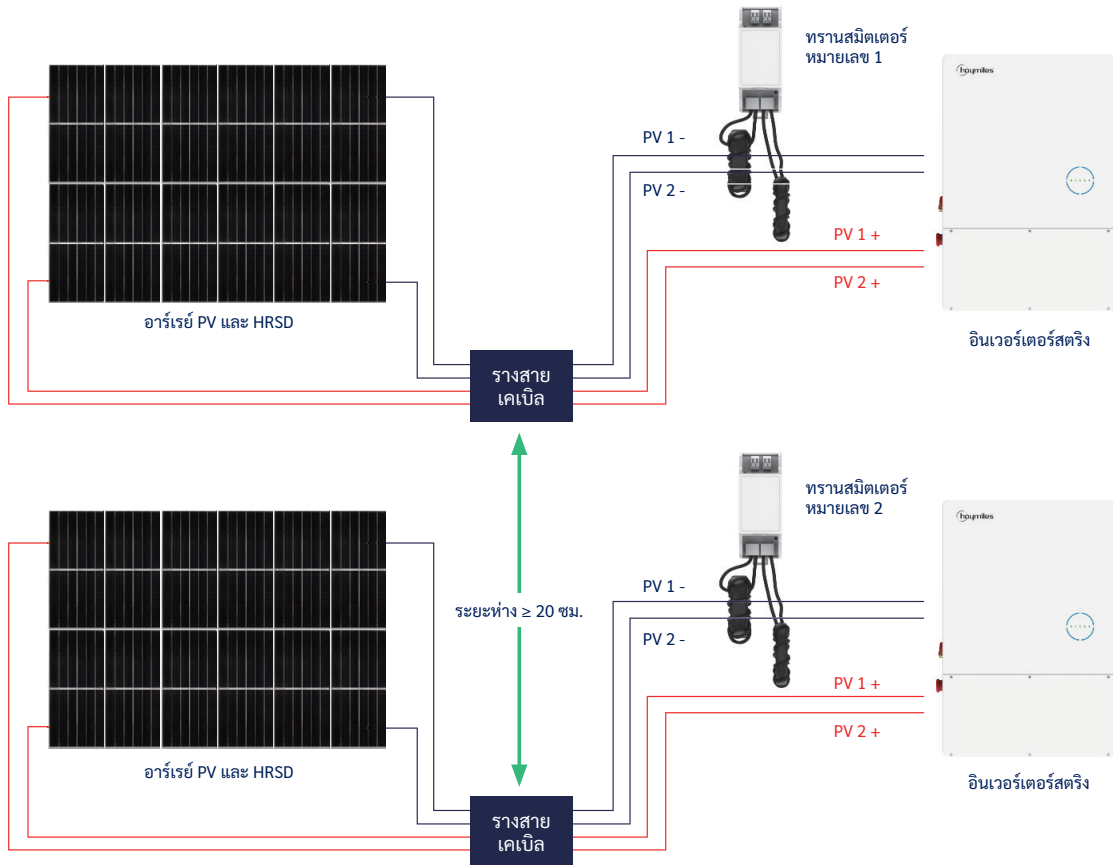 ทรานสมิตเตอร์
หมายเลข 1
hoymiles
PV 1 -
PV 2 -
PV 1 +
PV 2 +
อาร์เรย์ PV และ HRSD
อินเวอร์เตอร์สตริง
รางสาย
เคเบิล
ทรานสมิตเตอร์
หมายเลข 2
hoymiles
PV 1 -
ระยะห่าง ≥ 20 ซม.
PV 2 -
PV 1 +
PV 2 +
อาร์เรย์ PV และ HRSD
อินเวอร์เตอร์สตริง
รางสาย
เคเบิล